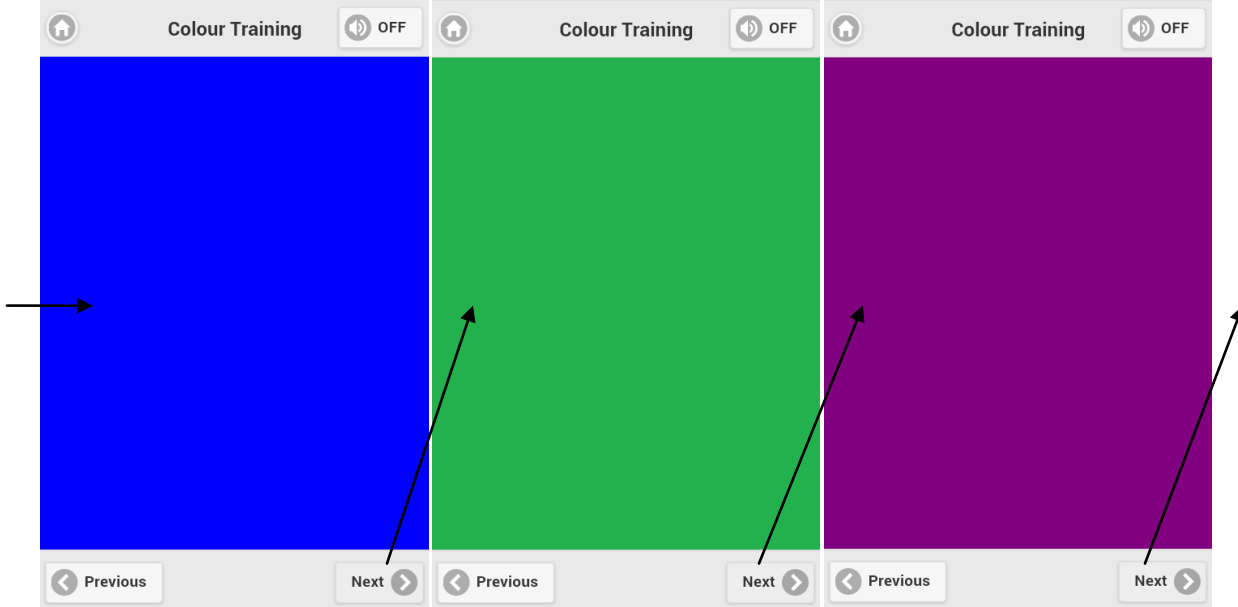 Colour Training
OFF
Colour Training
OFF
Colour Training
OFF
Previous
Next
Previous
Next
Previous
Next